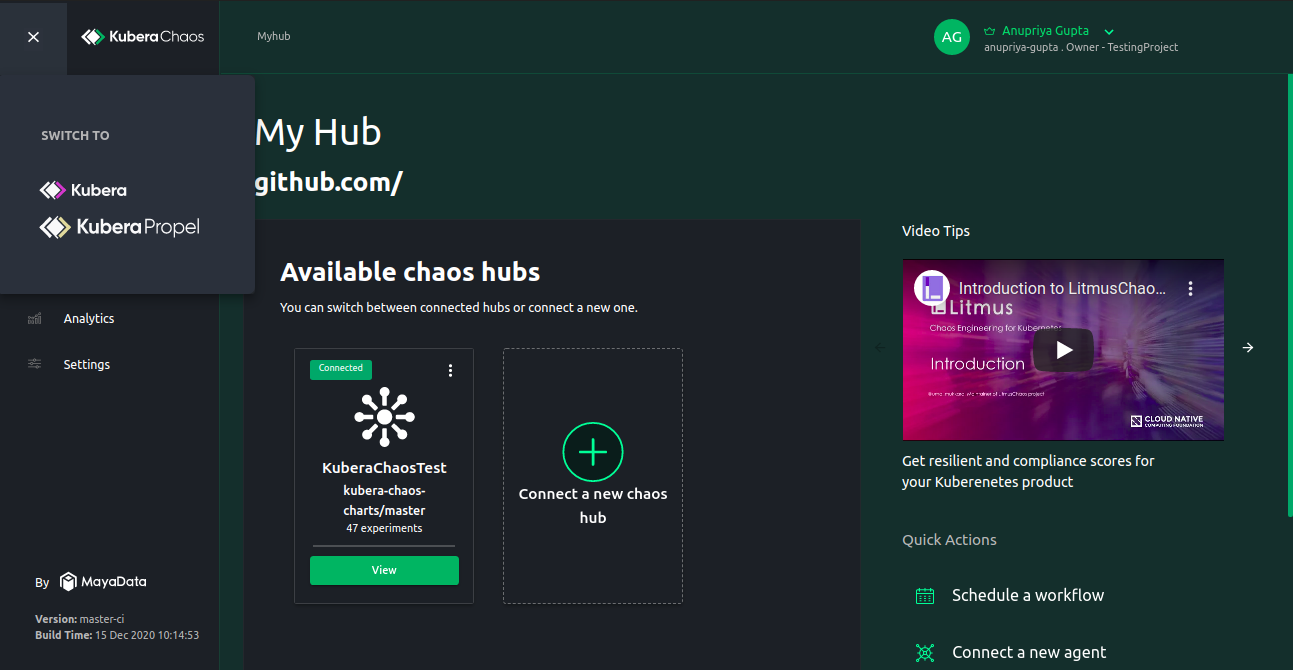 Kubera Chaos
Myhub
AG
Anupriya Gupta
anupriya-gupta . Owner - TestingProject
SWITCH TO
Kubera
Kubera Propel
Analytics
Settings
By MayaData
Version: master-ci
Build Time: 15 Dec 2020 10:14:53
My Hub
github.com/
Available chaos hubs
You can switch between connected hubs or connect a new one.
Connected
KuberaChaosTest
kubera-chaos-
charts/master
47 experiments
View
Connect a new chaos
hub
Video Tips
Introduction to LitmusChao...
Litmus
Chaos Engineering for Kubernetes
Introduction
CLOUD NATIVE
COMPUTING FOUNDATION
Get resilient and compliance scores for
your Kuberenetes product
Quick Actions
Schedule a workflow
Connect a new agent